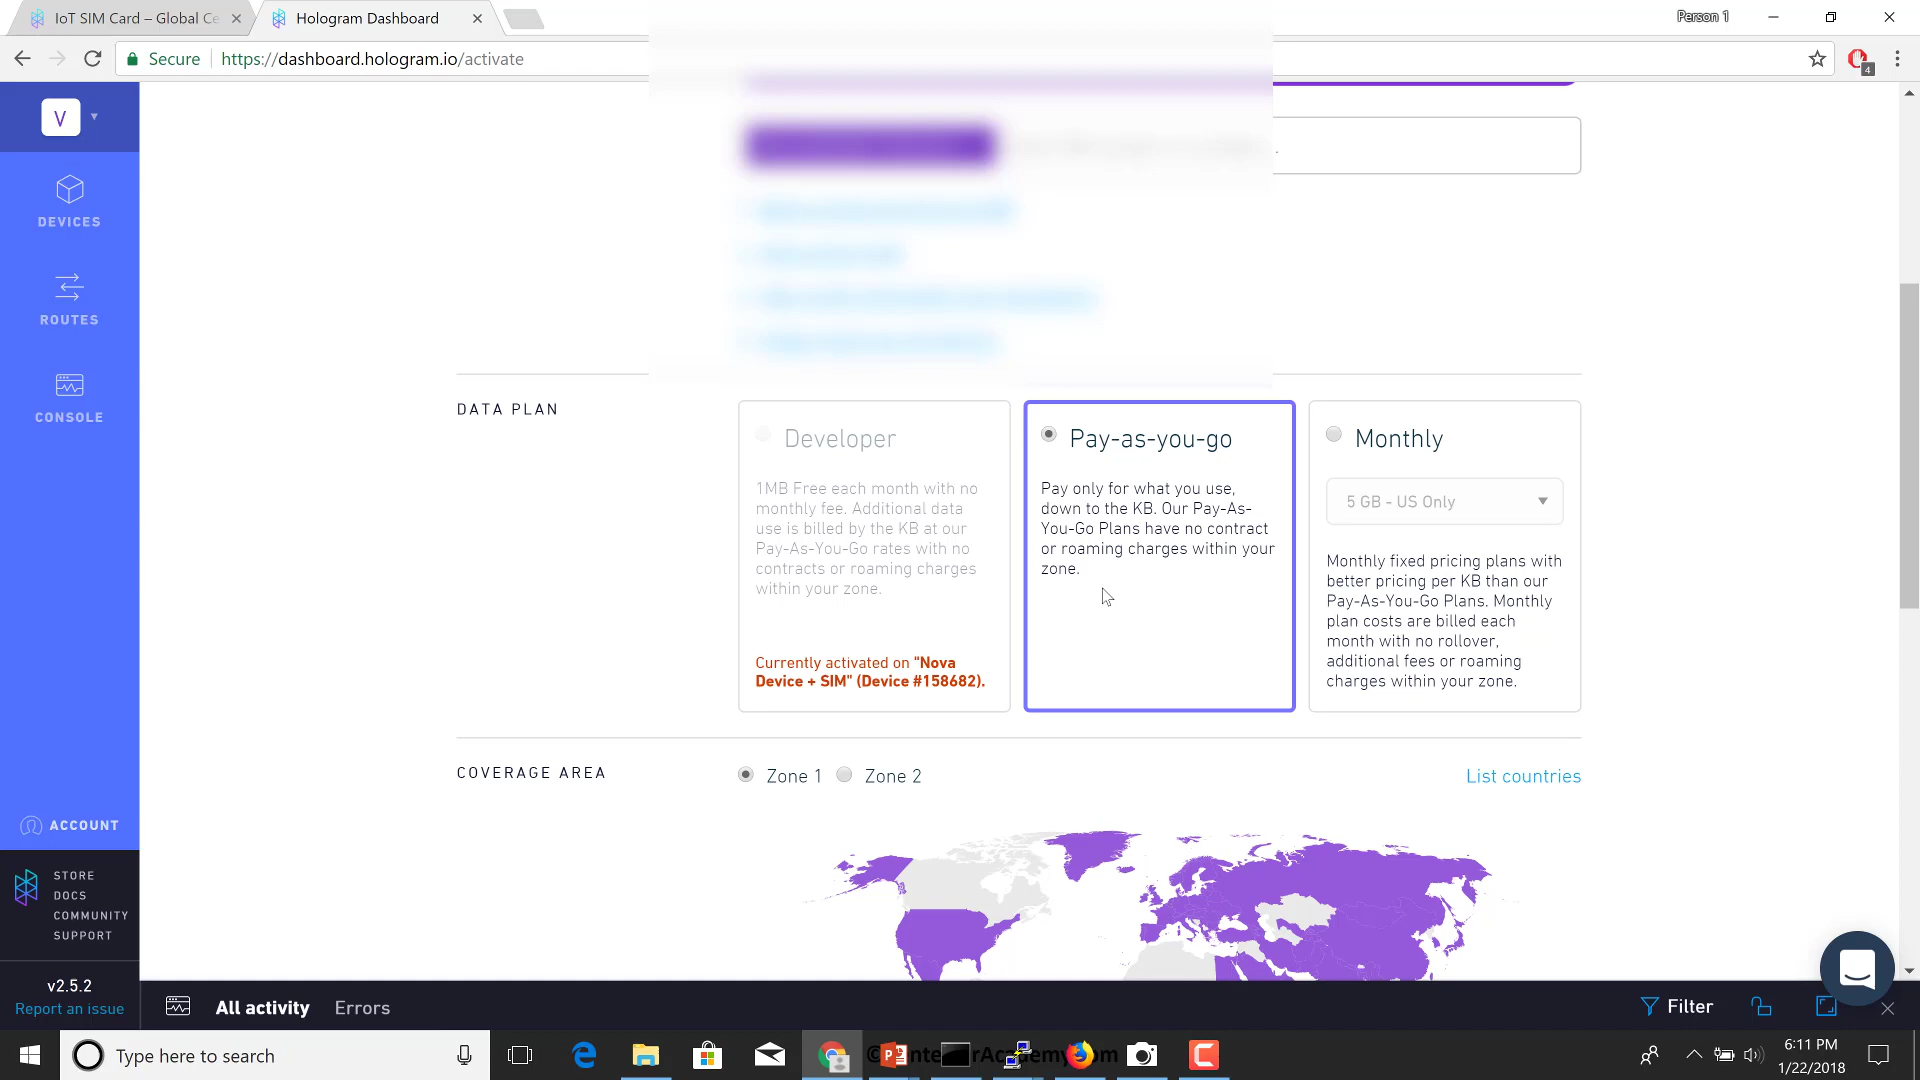 IoT SIM Card – Global Ce
Hologram Dashboard
Person 1
Secure
https://dashboard.hologram.io/activate
4
V
DEVICES
ROUTES
CONSOLE
DATA PLAN
Developer
1MB Free each month with no
monthly fee. Additional data
use is billed by the KB at our
Pay-As-You-Go rates with no
contracts or roaming charges
within your zone.
Currently activated on "Nova
Device + SIM" (Device #158682).
Pay-as-you-go
Pay only for what you use,
down to the KB. Our Pay-As-
You-Go Plans have no contract
or roaming charges within your
zone.
Monthly
5 GB - US Only
Monthly fixed pricing plans with
better pricing per KB than our
Pay-As-You-Go Plans. Monthly
plan costs are billed each
month with no rollover,
additional fees or roaming
charges within your zone.
COVERAGE AREA
Zone 1
Zone 2
List countries
ACCOUNT
STORE
DOCS
COMMUNITY
SUPPORT
v2.5.2
Report an issue
All activity
Errors
Filter
Type here to search
6:11 PM
1/22/2018